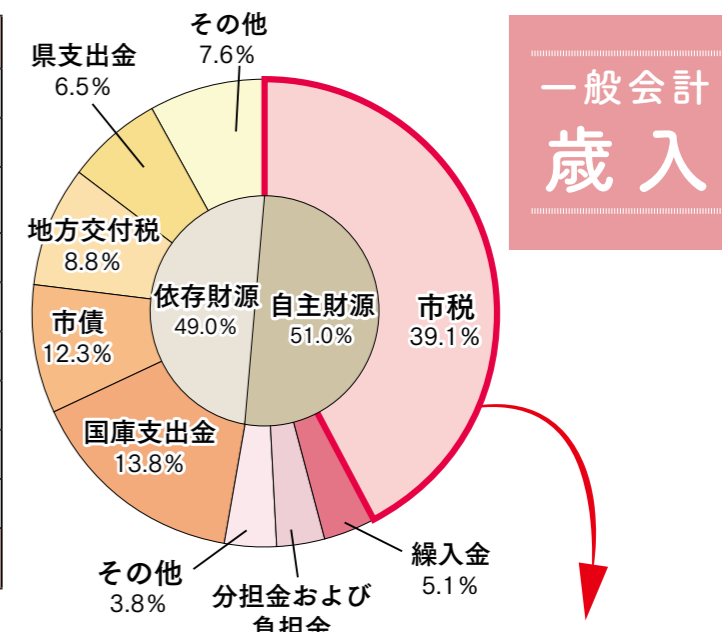 一般会計
歳入
その他
7.6%
県支出金
6.5%
地方交付税
8.8%
市債
12.3%
国庫支出金
13.8%
依存財源
49.0%
自主財源
51.0%
市税
39.1%
繰入金
5.1%
分担金および
負担金
その他
3.8%